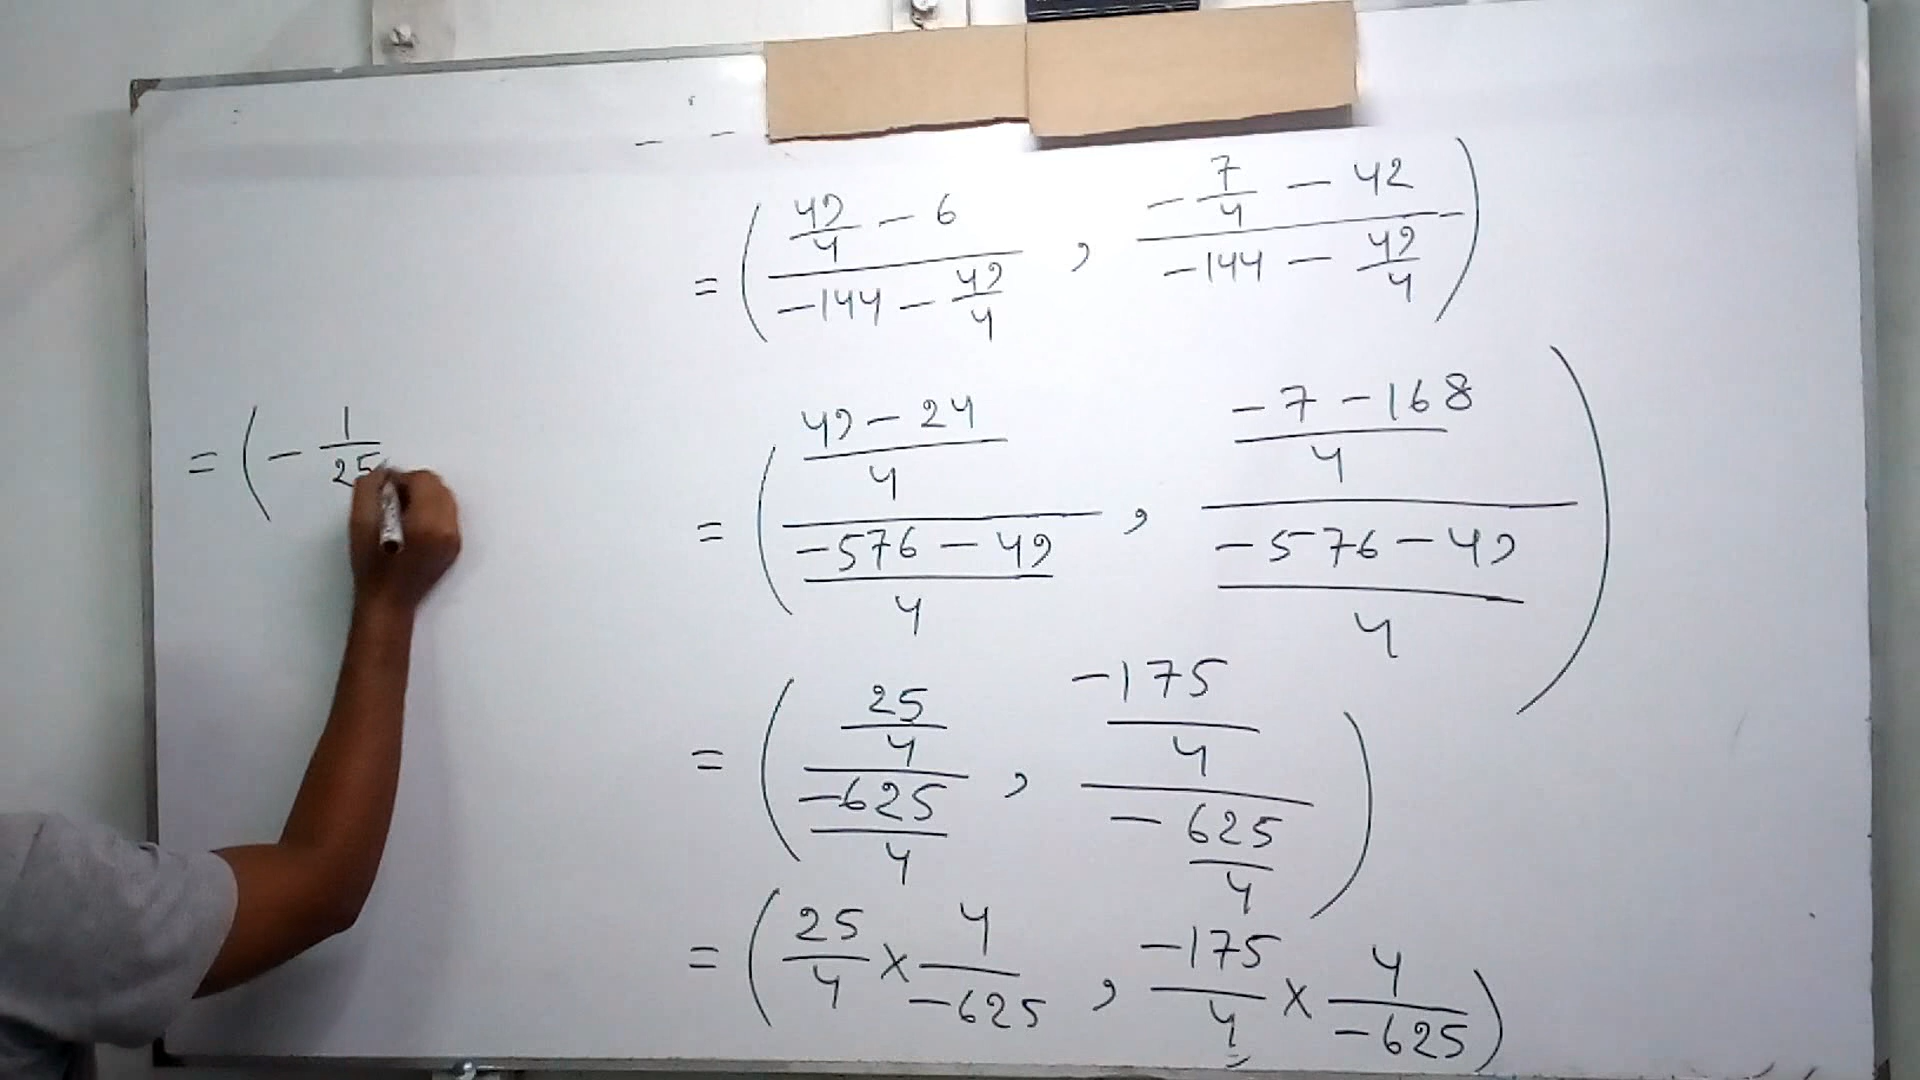 = ( (49/4 - 6)/(-144 - 49/4) , (-7/4 - 42)/(-144 - 49/4) )
= ( ((49 - 24)/4)/((-576 - 49)/4) , ((-7 - 168)/4)/((-576 - 49)/4) )
= ( (25/4)/(-625/4) , (-175/4)/(-625/4) )
= ( 25/4 × 4/-625 , -175/4 × 4/-625 )
= ( - 1/25